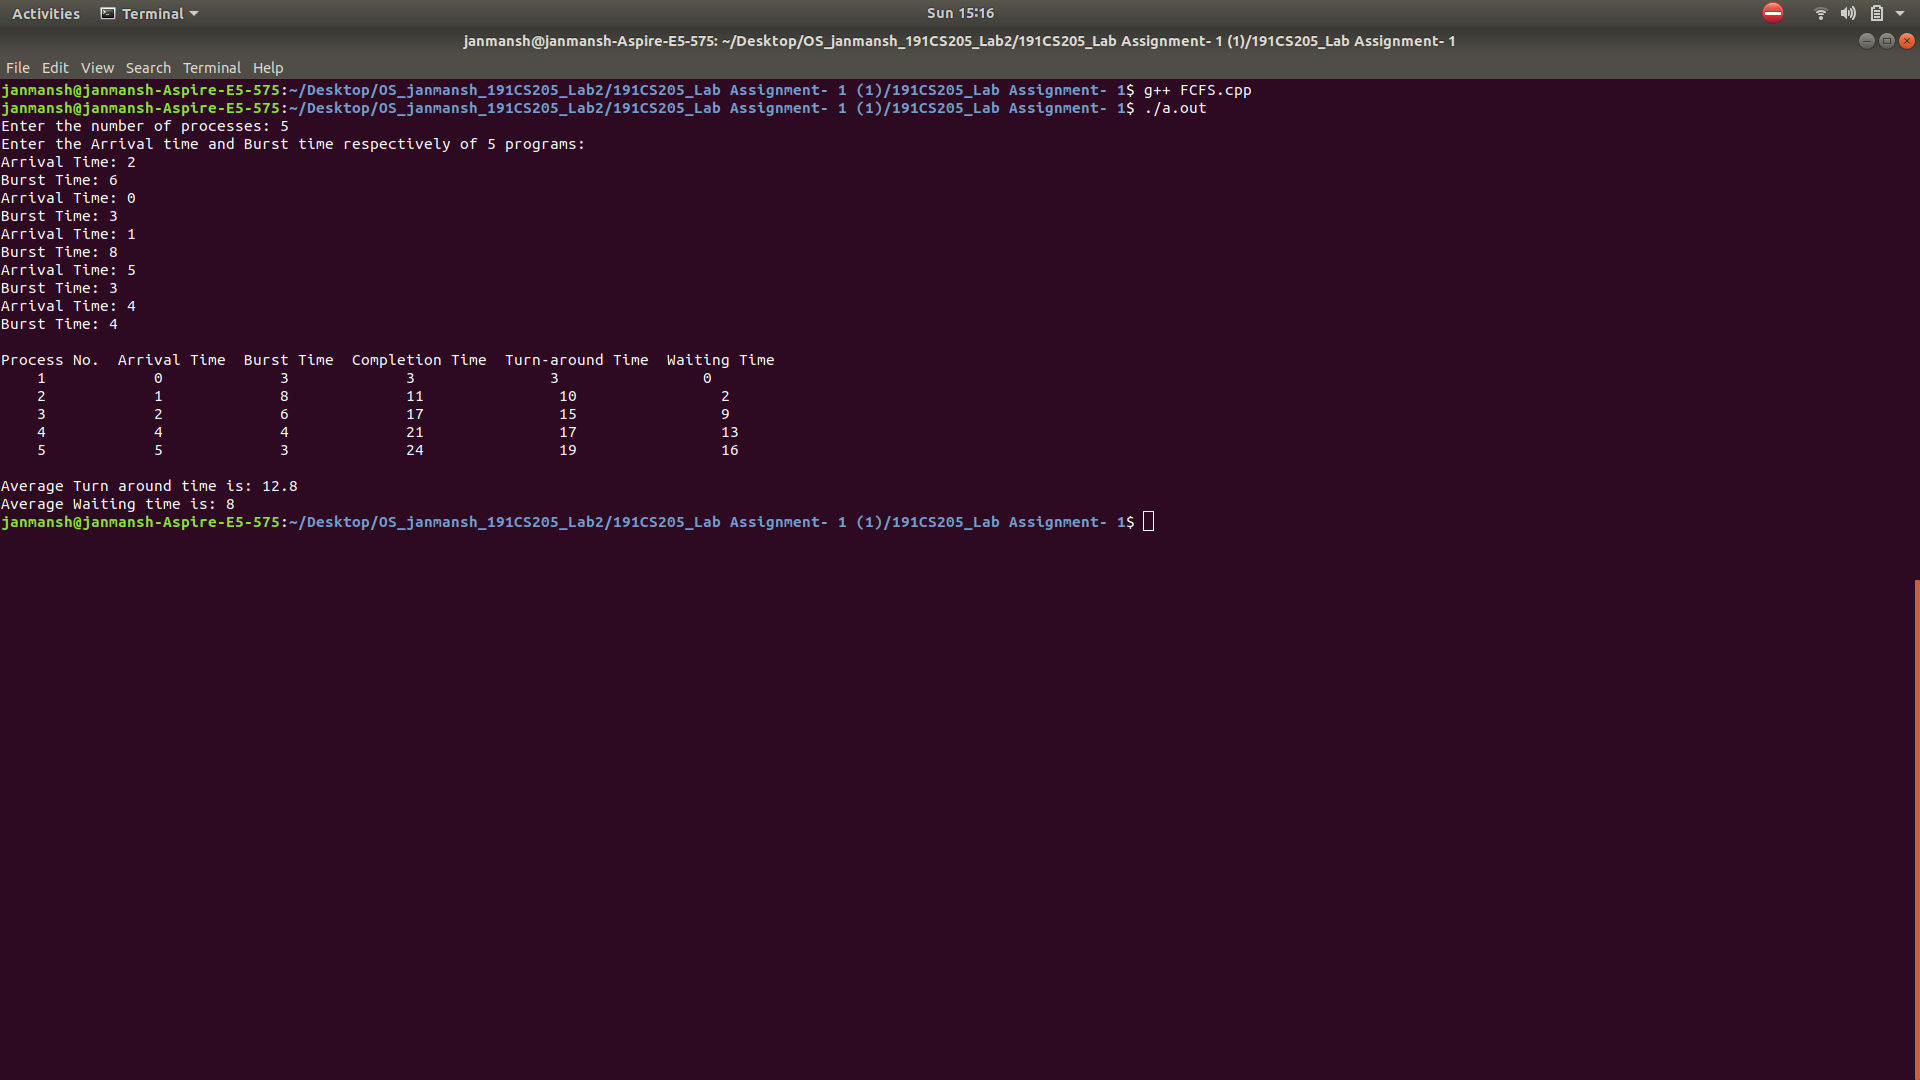 Activities Terminal Sun 15:16
janmansh@janmansh-Aspire-E5-575: ~/Desktop/OS_janmansh_191CS205_Lab2/191CS205_Lab Assignment- 1 (1)/191CS205_Lab Assignment- 1
File Edit View Search Terminal Help
janmansh@janmansh-Aspire-E5-575:~/Desktop/OS_janmansh_191CS205_Lab2/191CS205_Lab Assignment- 1 (1)/191CS205_Lab Assignment- 1$ g++ FCFS.cpp
janmansh@janmansh-Aspire-E5-575:~/Desktop/OS_janmansh_191CS205_Lab2/191CS205_Lab Assignment- 1 (1)/191CS205_Lab Assignment- 1$ ./a.out
Enter the number of processes: 5
Enter the Arrival time and Burst time respectively of 5 programs:
Arrival Time: 2
Burst Time: 6
Arrival Time: 0
Burst Time: 3
Arrival Time: 1
Burst Time: 8
Arrival Time: 5
Burst Time: 3
Arrival Time: 4
Burst Time: 4
Process No.  Arrival Time  Burst Time  Completion Time  Turn-around Time  Waiting Time
1 0 3 3 3 0
2 1 8 11 10 2
3 2 6 17 15 9
4 4 4 21 17 13
5 5 3 24 19 16
Average Turn around time is: 12.8
Average Waiting time is: 8
janmansh@janmansh-Aspire-E5-575:~/Desktop/OS_janmansh_191CS205_Lab2/191CS205_Lab Assignment- 1 (1)/191CS205_Lab Assignment- 1$